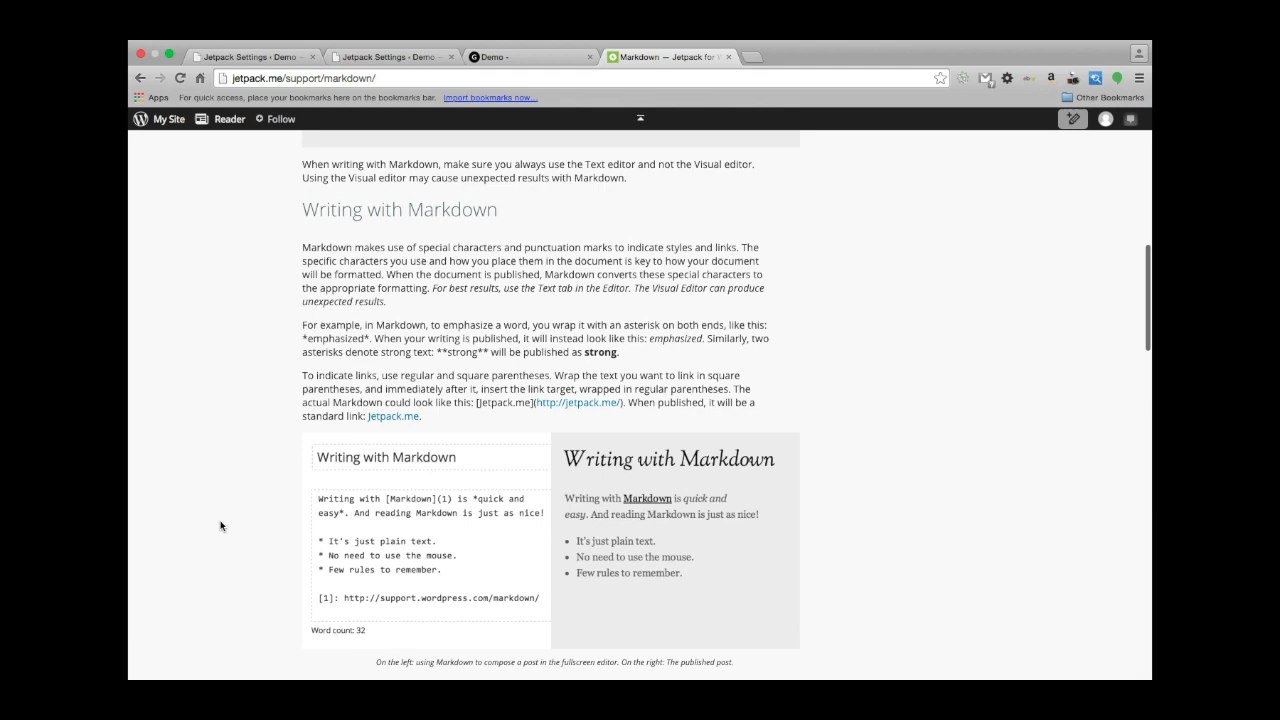 Jetpack Settings ‹ Demo -
Jetpack Settings ‹ Demo -
Demo -
Markdown — Jetpack for W
jetpack.me/support/markdown/
Apps For quick access, place your bookmarks here on the bookmarks bar. Import bookmarks now... Other Bookmarks
My Site Reader Follow
When writing with Markdown, make sure you always use the Text editor and not the Visual editor.
Using the Visual editor may cause unexpected results with Markdown.
Writing with Markdown
Markdown makes use of special characters and punctuation marks to indicate styles and links. The
specific characters you use and how you place them in the document is key to how your document
will be formatted. When the document is published, Markdown converts these special characters to
the appropriate formatting. For best results, use the Text tab in the Editor. The Visual Editor can produce
unexpected results.
For example, in Markdown, to emphasize a word, you wrap it with an asterisk on both ends, like this:
*emphasized*. When your writing is published, it will instead look like this: emphasized. Similarly, two
asterisks denote strong text: **strong** will be published as strong.
To indicate links, use regular and square parentheses. Wrap the text you want to link in square
parentheses, and immediately after it, insert the link target, wrapped in regular parentheses. The
actual Markdown could look like this: [Jetpack.me](http://jetpack.me/). When published, it will be a
standard link: Jetpack.me.
Writing with Markdown
Writing with [Markdown](1) is *quick and
easy*. And reading Markdown is just as nice!
* It's just plain text.
* No need to use the mouse.
* Few rules to remember.
[1]: http://support.wordpress.com/markdown/
Word count: 32
Writing with Markdown
Writing with Markdown is quick and
easy. And reading Markdown is just as nice!
• It's just plain text.
• No need to use the mouse.
• Few rules to remember.
On the left: using Markdown to compose a post in the fullscreen editor. On the right: The published post.